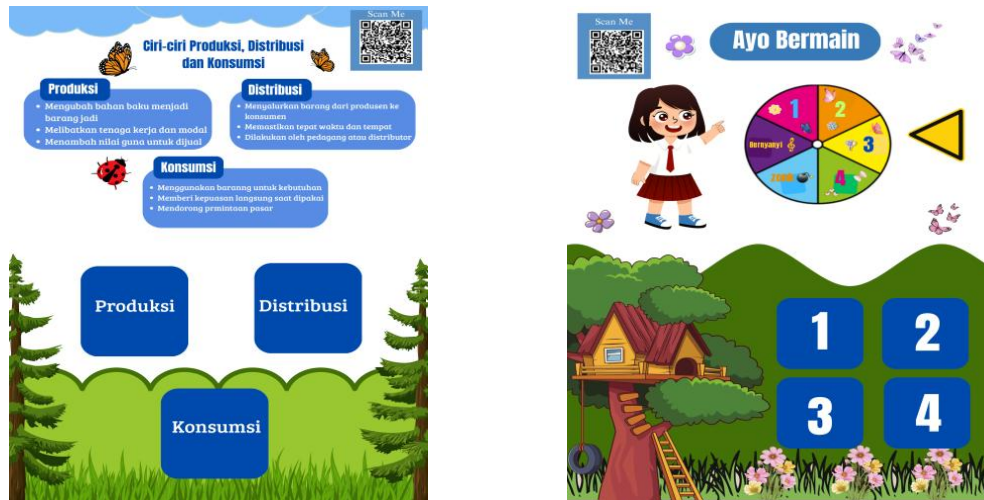 Scan Me
Ciri-ciri Produksi, Distribusi
dan Konsumsi
Produksi
• Mengubah bahan baku menjadi
barang jadi
• Melibatkan tenaga kerja dan modal
• Menambah nilai guna untuk dijual
Distribusi
• Menyalurkan barang dari produsen ke
konsumen
• Memastikan tepat waktu dan tempat
• Dilakukan oleh pedagang atau distributor
Konsumsi
• Menggunakan baranng untuk kebutuhan
• Memberi kepuasan langsung saat dipakai
• Mendorong prmintaan pasar
Produksi
Distribusi
Konsumsi
Scan Me
Ayo Bermain
1
2
Bernyanyi
3
4
1
2
3
4